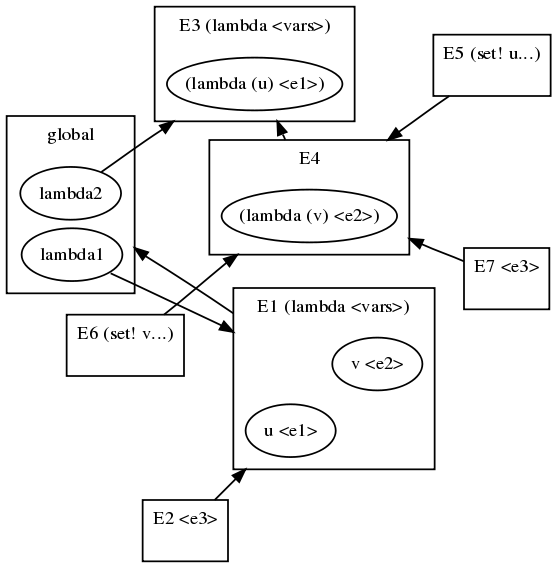 E3 (lambda <vars>)
(lambda (u) <e1>)
E5 (set! u...)
global
lambda2
lambda1
E4
(lambda (v) <e2>)
E7 <e3>
E6 (set! v...)
E1 (lambda <vars>)
v <e2>
u <e1>
E2 <e3>